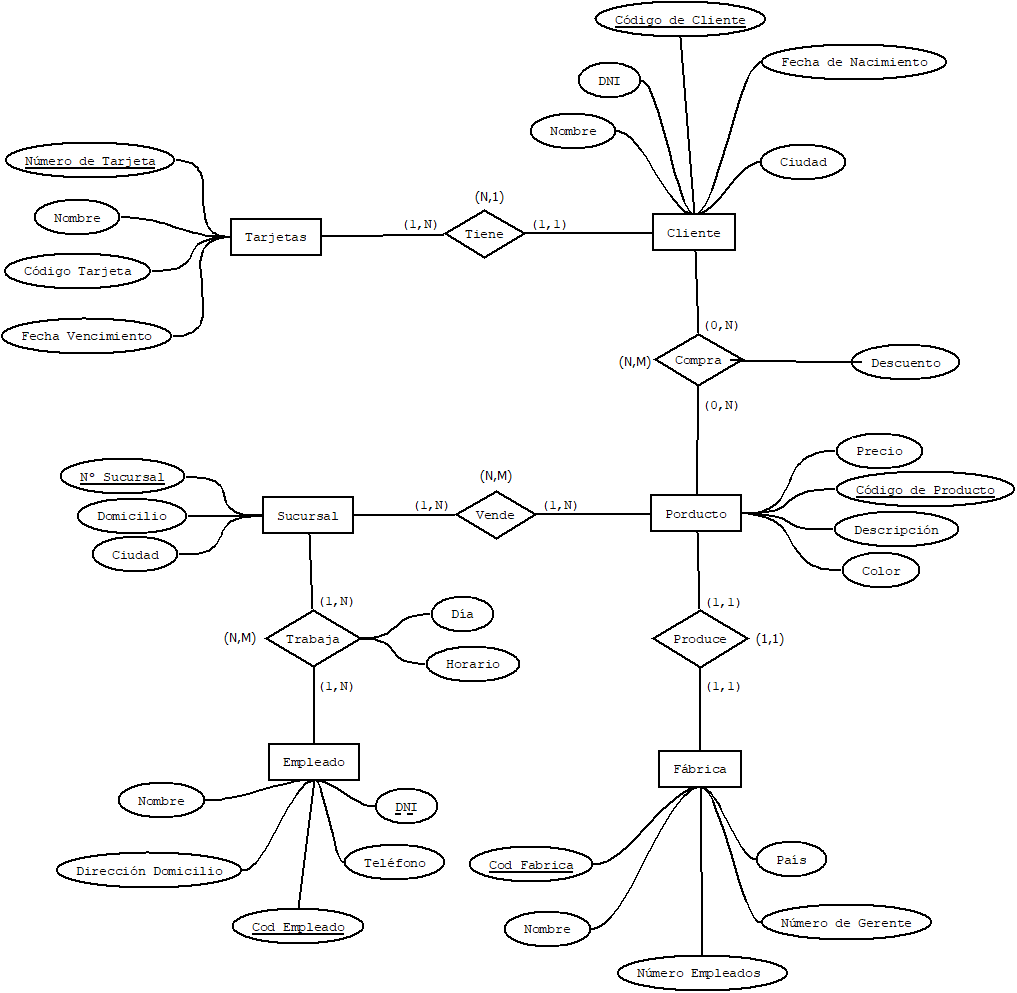 Código de Cliente
Fecha de Nacimiento
DNI
Nombre
Ciudad
Número de Tarjeta
Nombre
Código Tarjeta
Fecha Vencimiento
Tarjetas
(1,N)
(N,1)
Tiene
(1,1)
Cliente
(0,N)
(N,M)
Compra
Descuento
(0,N)
Nº Sucursal
Domicilio
Ciudad
Sucursal
(1,N)
(N,M)
Vende
(1,N)
Porducto
Precio
Código de Producto
Descripción
Color
(1,N)
(N,M)
Trabaja
Día
Horario
(1,N)
(1,1)
Produce
(1,1)
(1,1)
Empleado
Nombre
DNI
Dirección Domicilio
Teléfono
Cod Empleado
Fábrica
Cod Fabrica
País
Nombre
Número de Gerente
Número Empleados